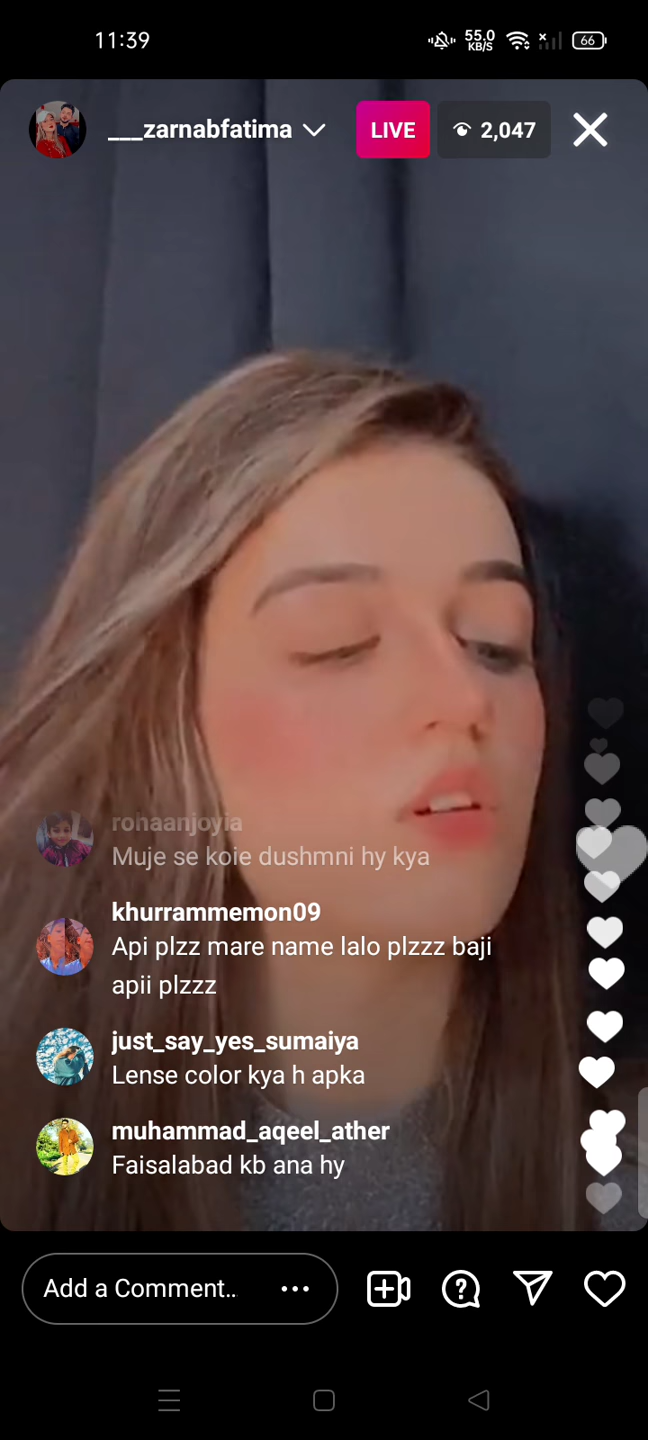 11:39
55.0
KB/S
66
___zarnabfatima
LIVE
2,047
rohaanjoyia
Muje se koie dushmni hy kya
khurrammemon09
Api plzz mare name lalo plzzz baji
apii plzzz
just_say_yes_sumaiya
Lense color kya h apka
muhammad_aqeel_ather
Faisalabad kb ana hy
Add a Comment..